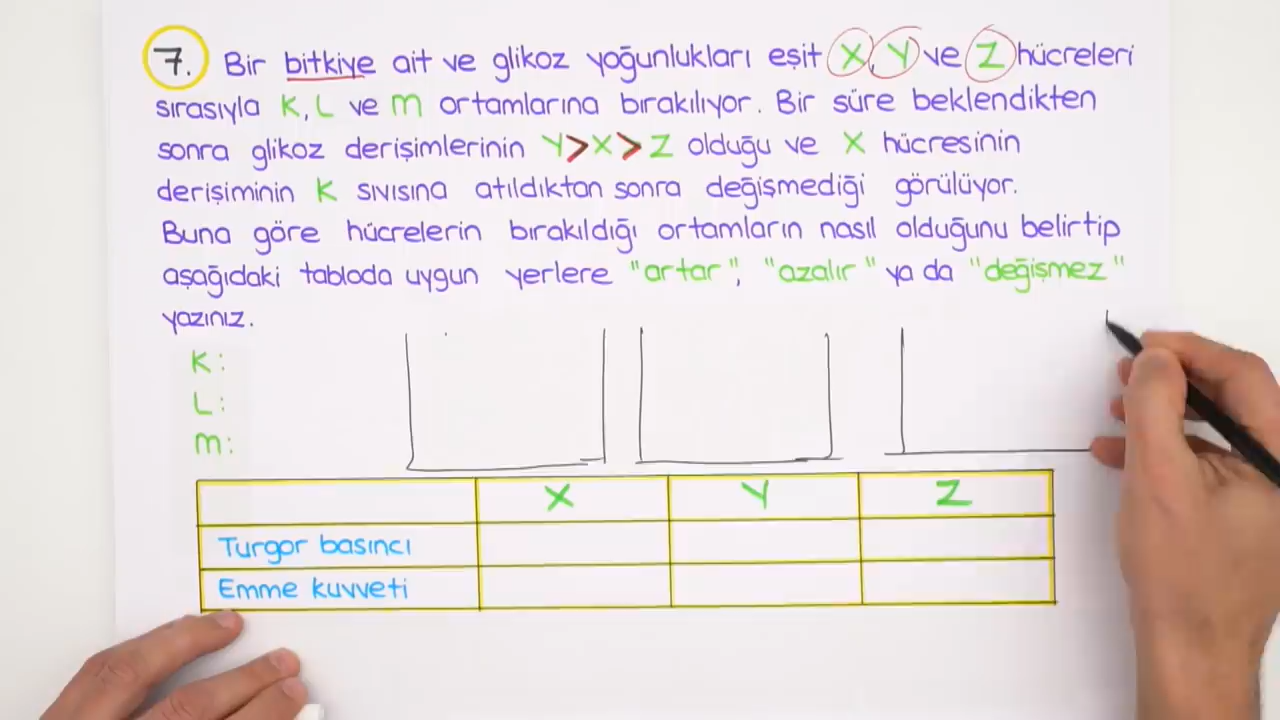 7. Bir bitkiye ait ve glikoz yoğunlukları eşit X, Y ve Z hücreleri
sırasıyla K, L ve M ortamlarına bırakılıyor. Bir süre beklendikten
sonra glikoz derişimlerinin Y>X>Z olduğu ve X hücresinin
derişiminin K sıvısına atıldıktan sonra değişmediği görülüyor.
Buna göre hücrelerin bırakıldığı ortamların nasıl olduğunu belirtip
aşağıdaki tabloda uygun yerlere "artar", "azalır" ya da "değişmez"
yazınız.
K:
L:
M:
X Y Z
Turgor basıncı
Emme kuvveti